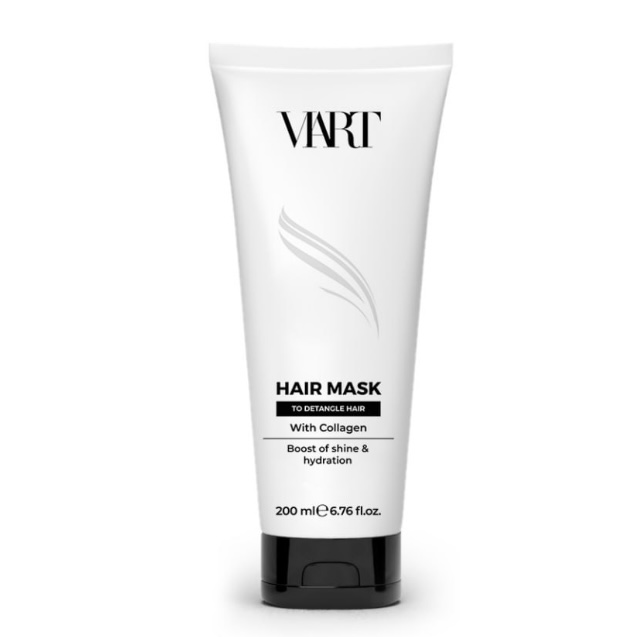 VIART
HAIR MASK
TO DETANGLE HAIR
With Collagen
Boost of shine &
hydration
200 ml℮6.76 fl.oz.